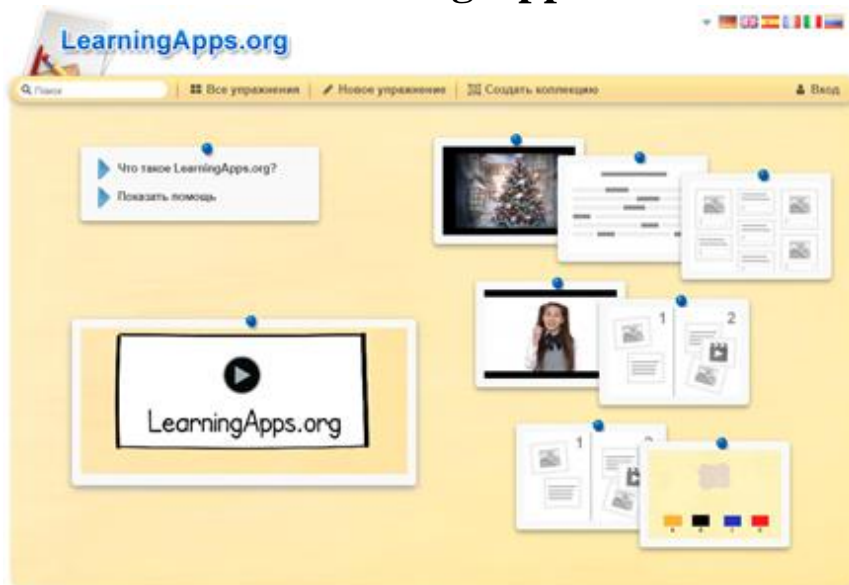 LearningApps.org
Поиск
Все упражнения
Новое упражнение
Создать коллекцию
Вход
Что такое LearningApps.org?
Показать помощь
1
2
LearningApps.org
1